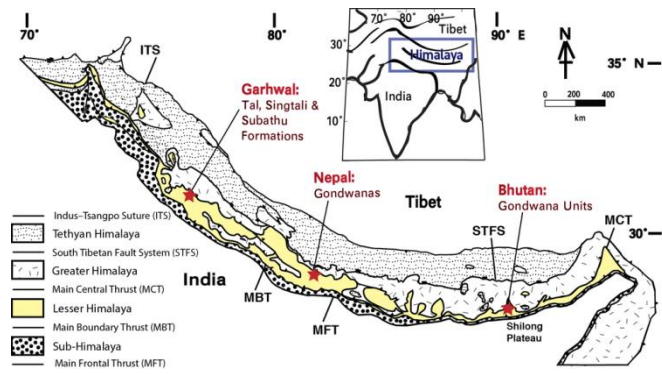 70°
80°
90° E
35° N
30°
ITS
Garhwal:
Tal, Singtali &
Subathu
Formations
70° 80° 90°
Tibet
30°
Himalaya
20°
India
10°
N
0 200 400
km
Nepal:
Gondwanas
Tibet
Bhutan:
Gondwana Units
MCT
STFS
30°
Indus–Tsangpo Suture (ITS)
Tethyan Himalaya
South Tibetan Fault System (STFS)
Greater Himalaya
Main Central Thrust (MCT)
Lesser Himalaya
Main Boundary Thrust (MBT)
Sub-Himalaya
Main Frontal Thrust (MFT)
India
MBT
MFT
Shilong
Plateau